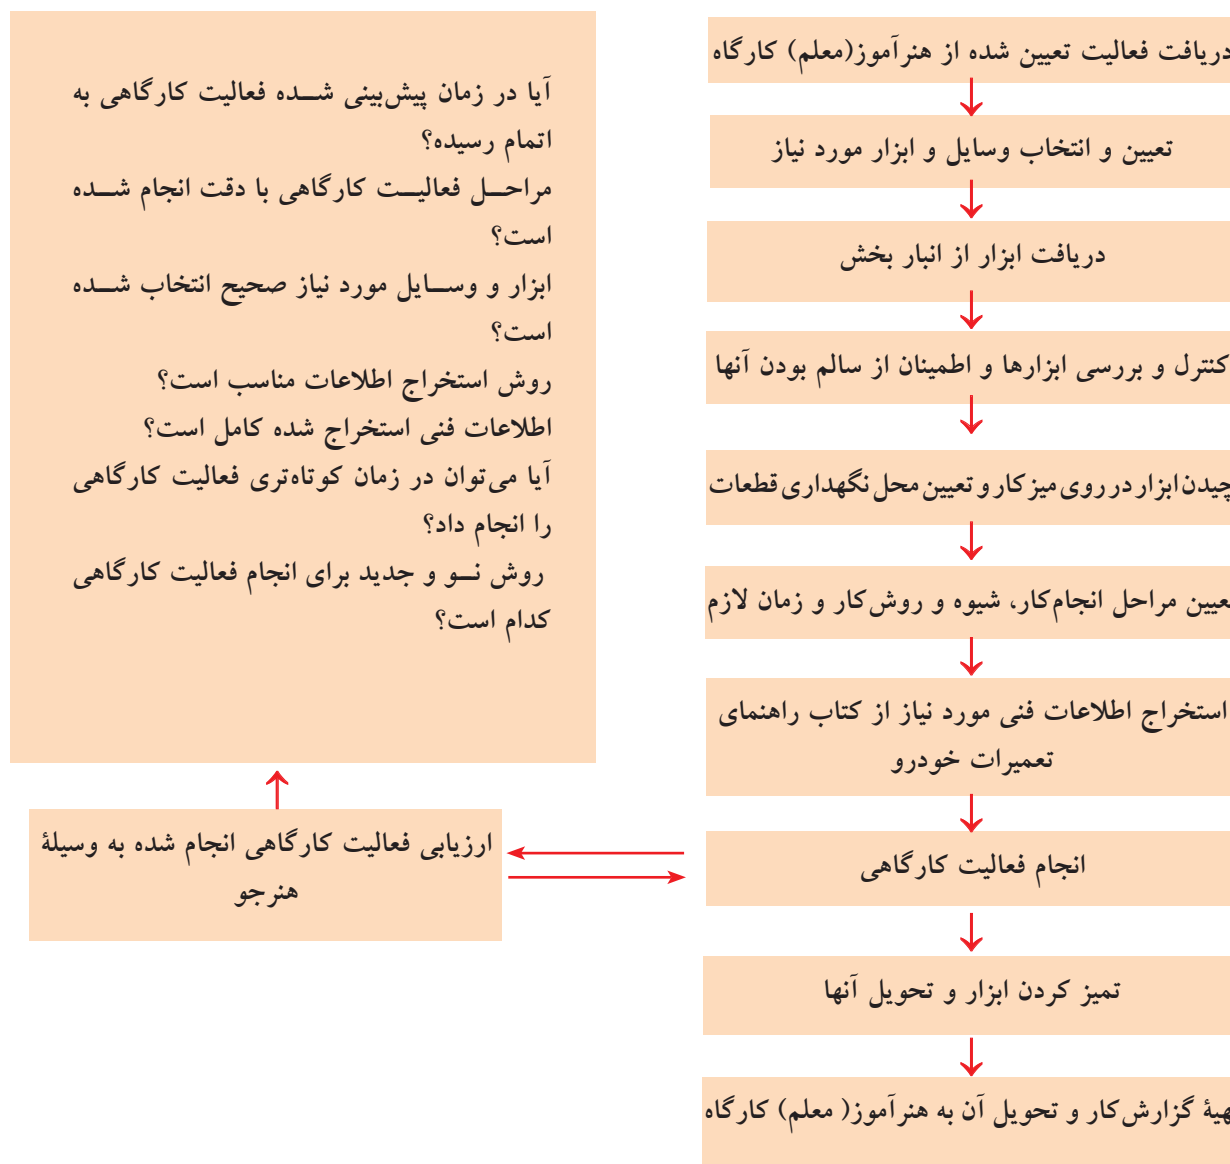 دریافت فعالیت تعیین شده از هنرآموز(معلم) کارگاه
تعیین و انتخاب وسایل و ابزار مورد نیاز
دریافت ابزار از انبار بخش
کنترل و بررسی ابزارها و اطمینان از سالم بودن آنها
چیدن ابزار در روی میز کار و تعیین محل نگهداری قطعات
تعیین مراحل انجام‌کار، شیوه و روش‌کار و زمان لازم
استخراج اطلاعات فنی مورد نیاز از کتاب راهنمای
تعمیرات خودرو
انجام فعالیت کارگاهی
تمیز کردن ابزار و تحویل آنها
تهیهٔ گزارش‌کار و تحویل آن به هنرآموز( معلم) کارگاه
ارزیابی فعالیت کارگاهی انجام شده به وسیلهٔ
هنرجو
آیا در زمان پیش‌بینی شــده فعالیت کارگاهی به
اتمام رسیده؟
مراحــل فعالیــت کارگاهی با دقت انجام شــده
است؟
ابزار و وســایل مورد نیاز صحیح انتخاب شــده
است؟
روش استخراج اطلاعات مناسب است؟
اطلاعات فنی استخراج شده کامل است؟
آیا می‌توان در زمان کوتاه‌تری فعالیت کارگاهی
را انجام داد؟
روش نــو و جدید برای انجام فعالیت کارگاهی
کدام است؟